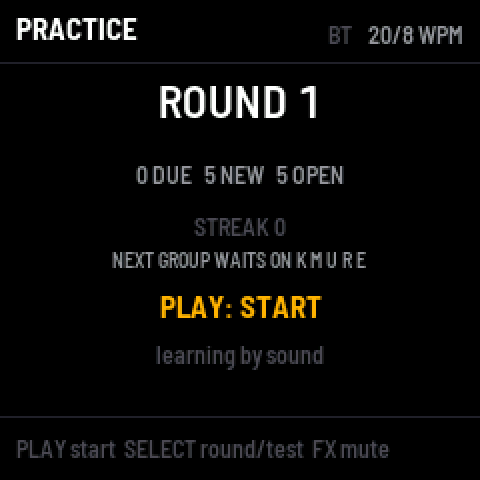 PRACTICE
BT 20/8 WPM
ROUND 1
0 DUE 5 NEW 5 OPEN
STREAK 0
NEXT GROUP WAITS ON K M U R E
PLAY: START
learning by sound
PLAY start SELECT round/test FX mute